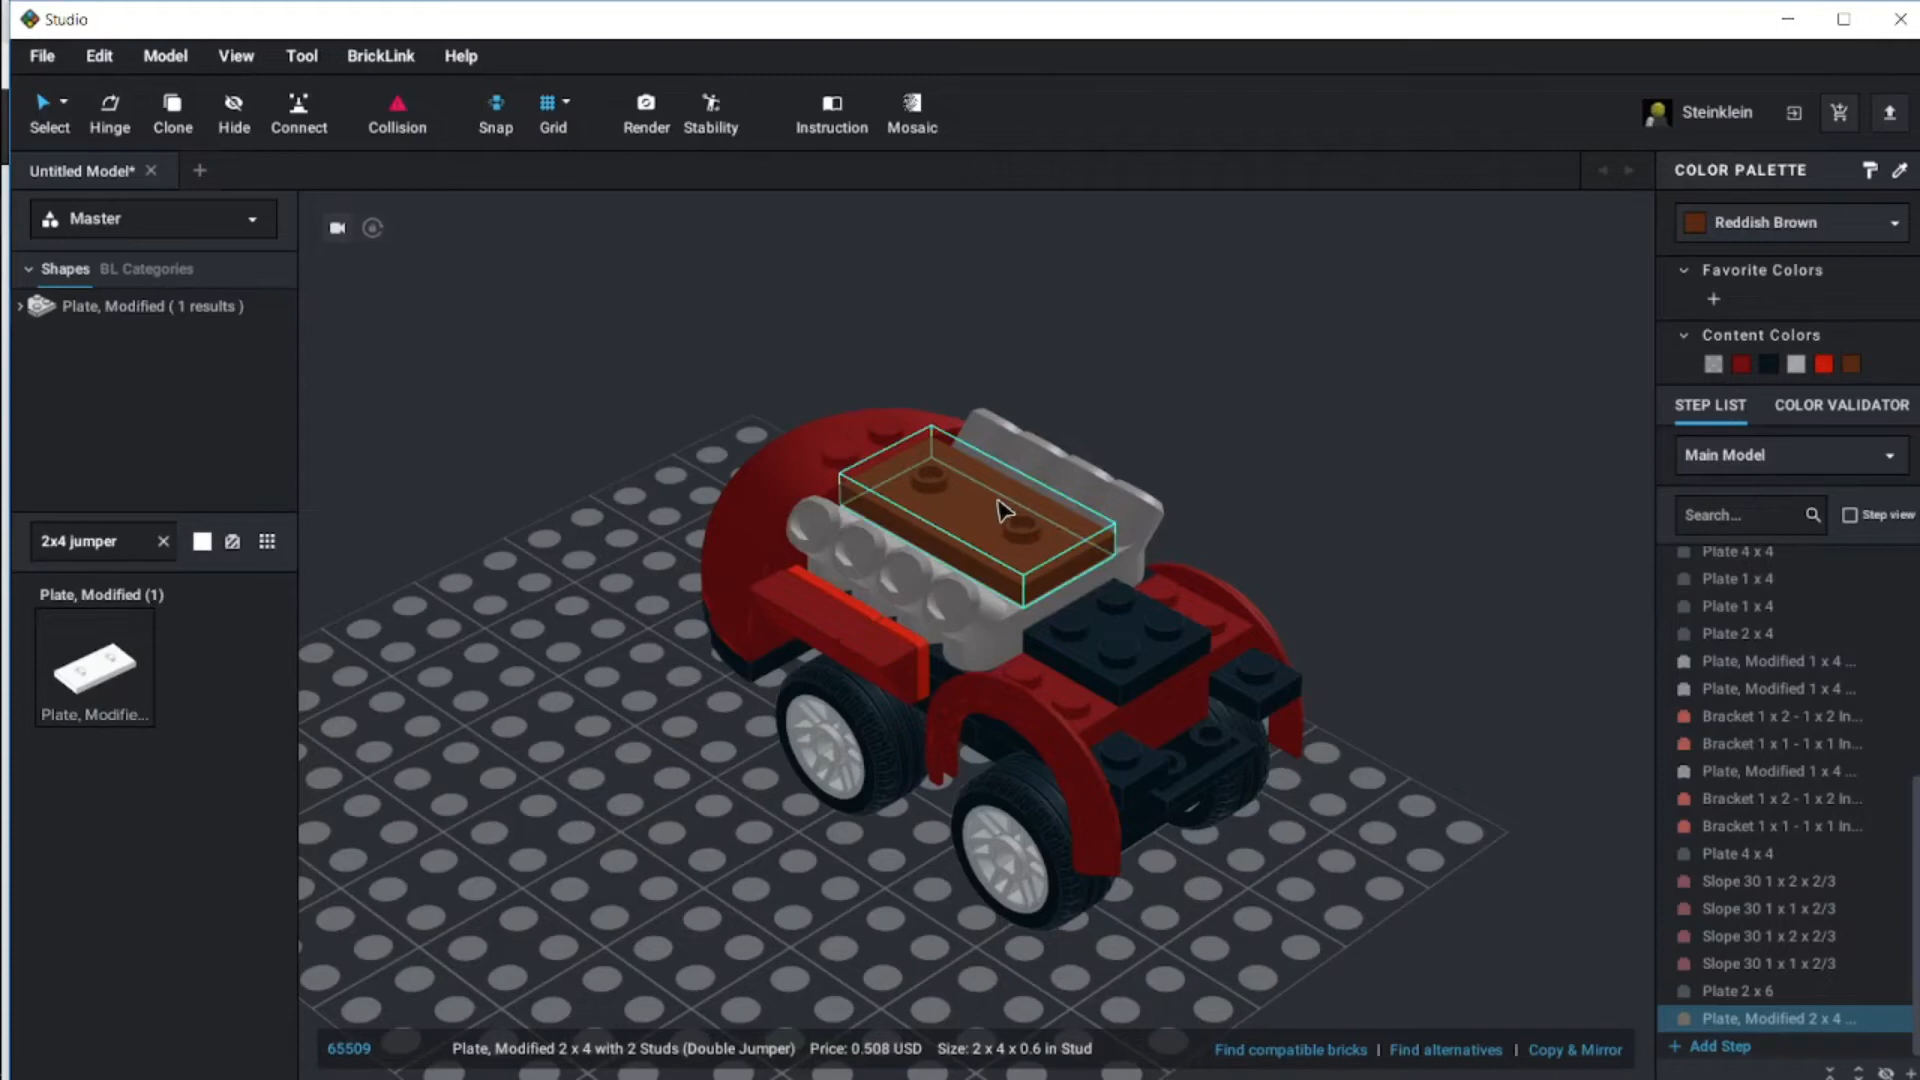 Studio
File Edit Model View Tool BrickLink Help
Select Hinge Clone Hide Connect Collision Snap Grid Render Stability Instruction Mosaic
Steinklein
Untitled Model*
COLOR PALETTE
Master
Reddish Brown
Shapes BL Categories
Favorite Colors
Plate, Modified ( 1 results )
Content Colors
STEP LIST COLOR VALIDATOR
Main Model
Search... Step view
2x4 jumper
Plate, Modified (1)
Plate, Modifie...
Plate 4 x 4
Plate 1 x 4
Plate 1 x 4
Plate 2 x 4
Plate, Modified 1 x 4 ...
Plate, Modified 1 x 4 ...
Bracket 1 x 2 - 1 x 2 In...
Bracket 1 x 1 - 1 x 1 In...
Plate, Modified 1 x 4 ...
Bracket 1 x 2 - 1 x 2 In...
Bracket 1 x 1 - 1 x 1 In...
Plate 4 x 4
Slope 30 1 x 2 x 2/3
Slope 30 1 x 1 x 2/3
Slope 30 1 x 2 x 2/3
Slope 30 1 x 1 x 2/3
Plate 2 x 6
Plate, Modified 2 x 4 ...
+ Add Step
65509 Plate, Modified 2 x 4 with 2 Studs (Double Jumper) Price: 0.508 USD Size: 2 x 4 x 0.6 in Stud
Find compatible bricks | Find alternatives | Copy & Mirror